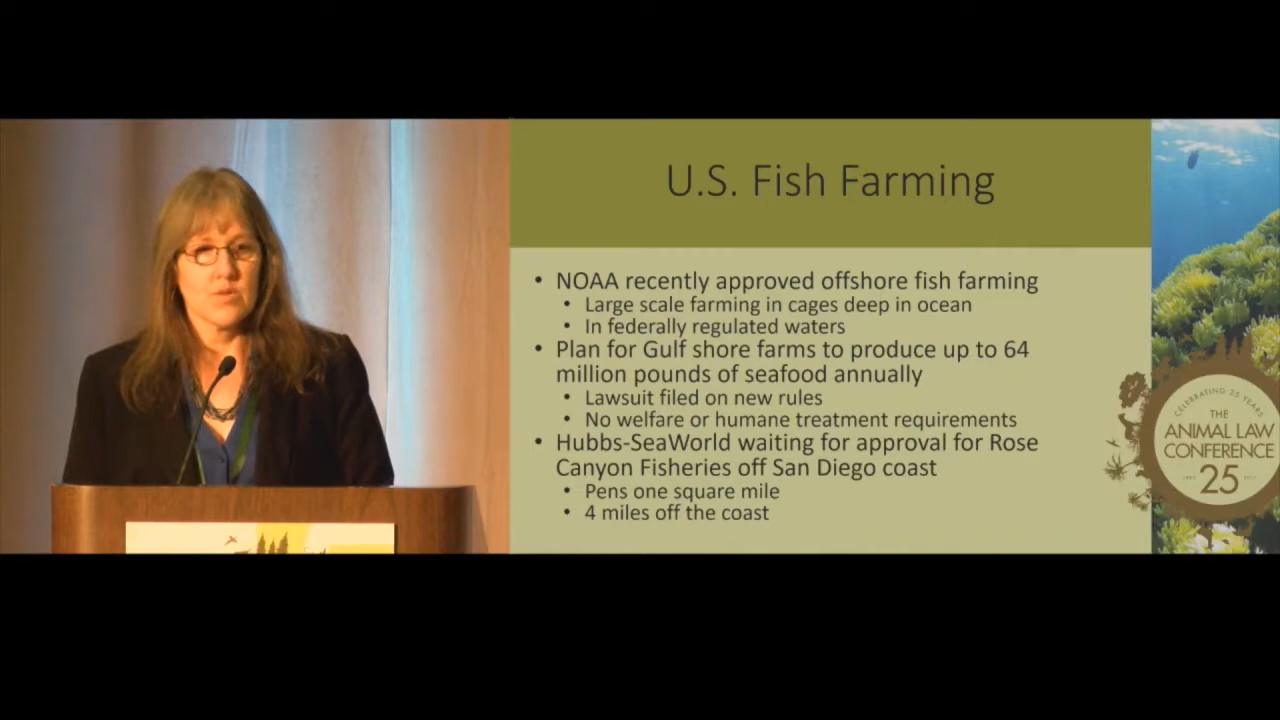 U.S. Fish Farming
• NOAA recently approved offshore fish farming
• Large scale farming in cages deep in ocean
• In federally regulated waters
• Plan for Gulf shore farms to produce up to 64
million pounds of seafood annually
• Lawsuit filed on new rules
• No welfare or humane treatment requirements
• Hubbs-SeaWorld waiting for approval for Rose
Canyon Fisheries off San Diego coast
• Pens one square mile
• 4 miles off the coast
CELEBRATING 25 YEARS
THE
ANIMAL LAW
CONFERENCE
25